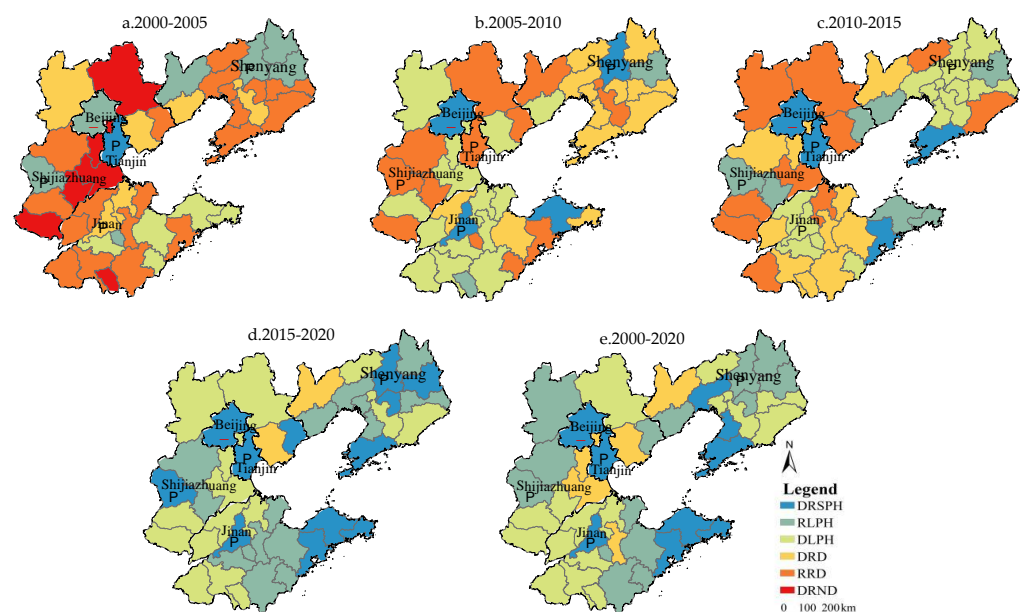 a.2000-2005
b.2005-2010
c.2010-2015
Shenyang
P
Beijing
P
Tianjin
Shijiazhuang
P
Jinan
P
Shenyang
P
Beijing
P
Tianjin
Shijiazhuang
P
Jinan
P
Shenyang
P
Beijing
P
Tianjin
Shijiazhuang
P
Jinan
P
d.2015-2020
e.2000-2020
Shenyang
P
Beijing
P
Tianjin
Shijiazhuang
P
Jinan
P
Shenyang
P
Beijing
P
Tianjin
Shijiazhuang
P
Jinan
P
N
Legend
DRSPH
RLPH
DLPH
DRD
RRD
DRND
0 100 200km